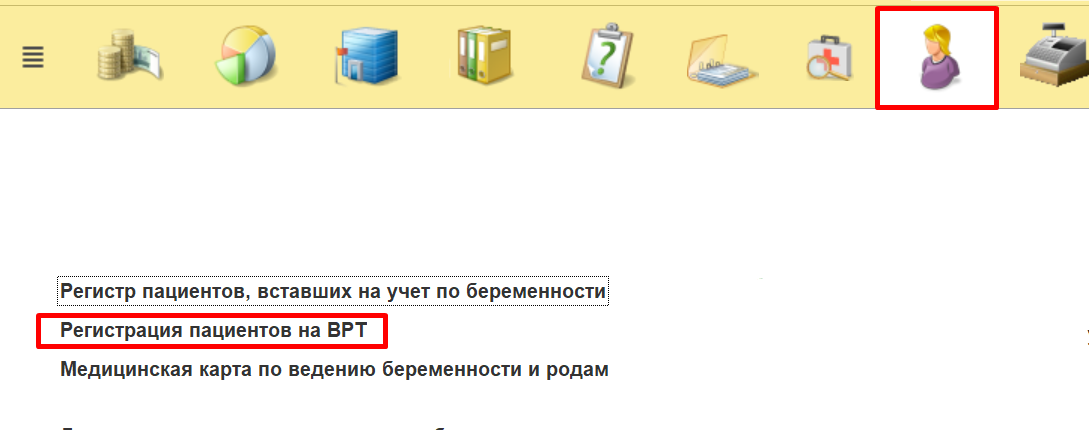 Регистр пациентов, вставших на учет по беременности
Регистрация пациентов на ВРТ
Медицинская карта по ведению беременности и родам